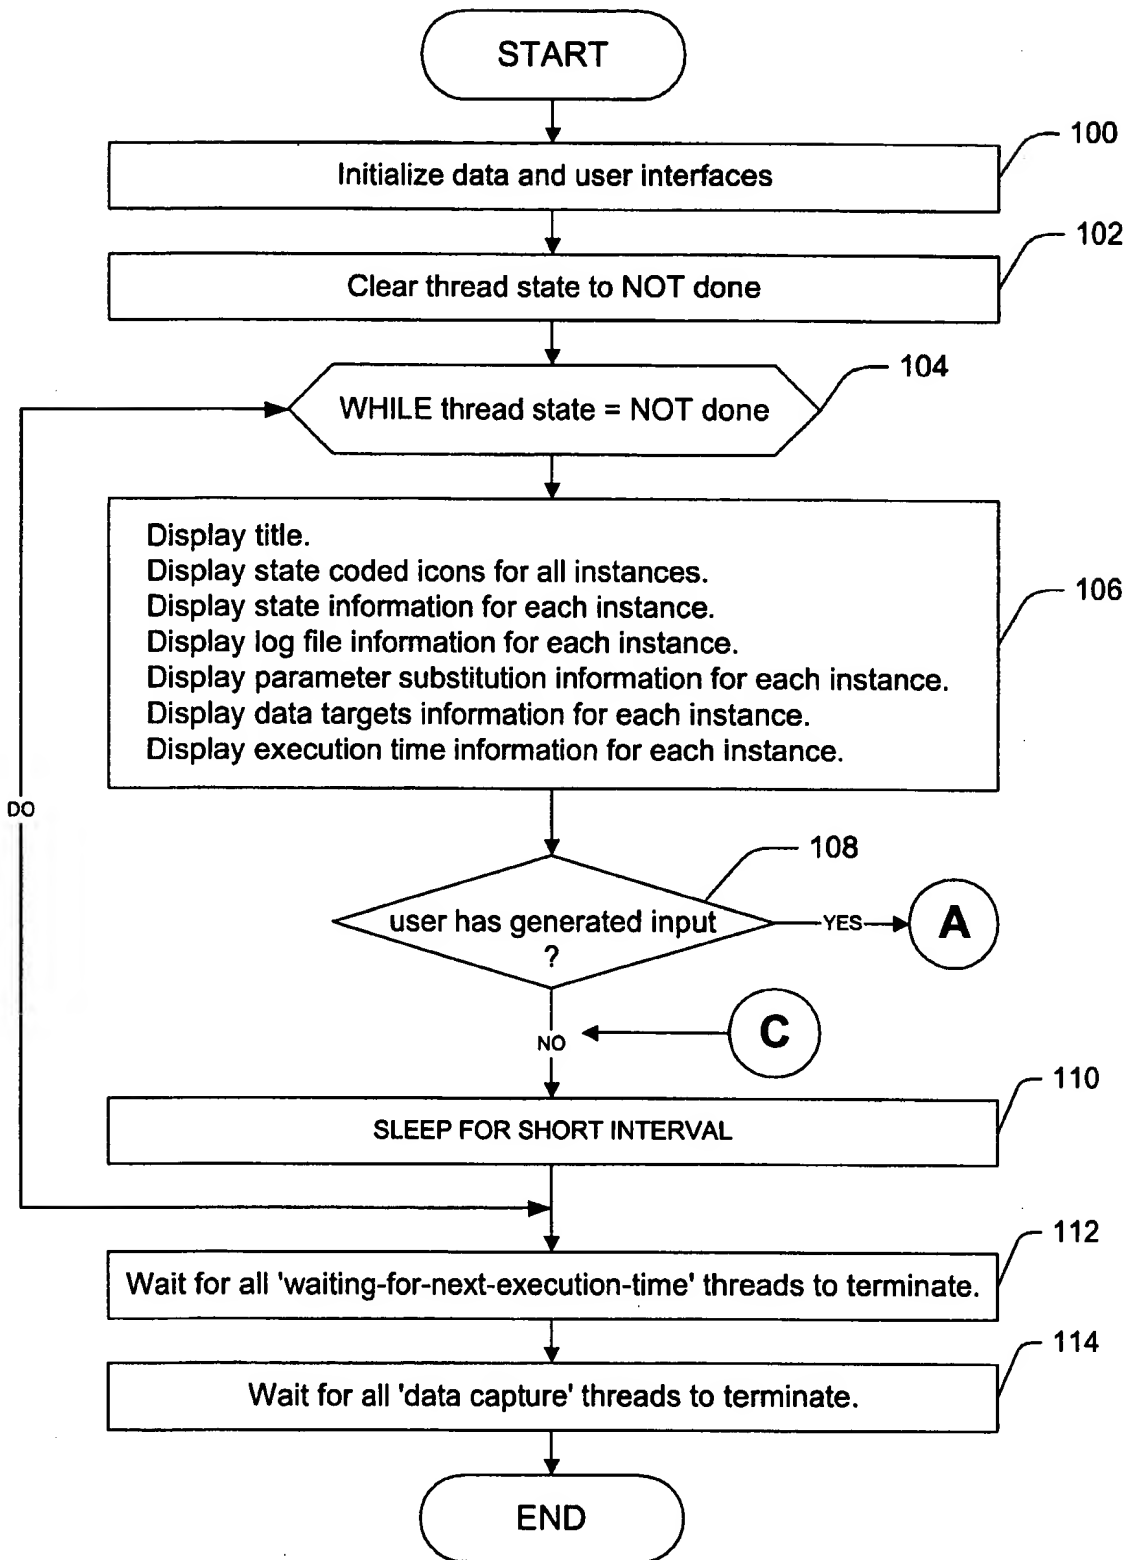 START
100
Initialize data and user interfaces
102
Clear thread state to NOT done
104
WHILE thread state = NOT done
106
Display title.
Display state coded icons for all instances.
Display state information for each instance.
Display log file information for each instance.
Display parameter substitution information for each instance.
Display data targets information for each instance.
Display execution time information for each instance.
DO
108
user has generated input
?
YES
A
NO
C
110
SLEEP FOR SHORT INTERVAL
112
Wait for all 'waiting-for-next-execution-time' threads to terminate.
114
Wait for all 'data capture' threads to terminate.
END